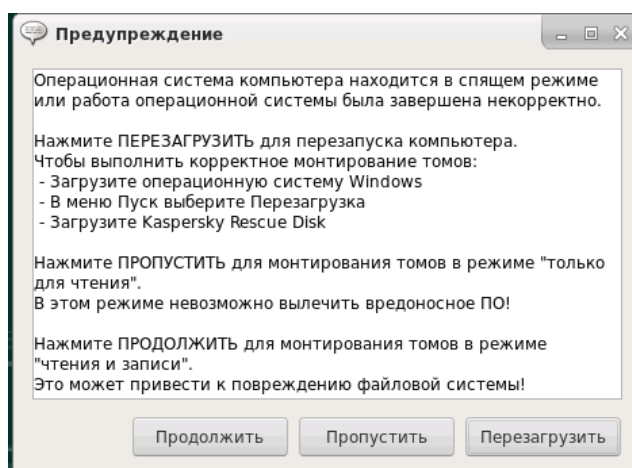 Предупреждение
Операционная система компьютера находится в спящем режиме
или работа операционной системы была завершена некорректно.
Нажмите ПЕРЕЗАГРУЗИТЬ для перезапуска компьютера.
Чтобы выполнить корректное монтирование томов:
- Загрузите операционную систему Windows
- В меню Пуск выберите Перезагрузка
- Загрузите Kaspersky Rescue Disk
Нажмите ПРОПУСТИТЬ для монтирования томов в режиме "только
для чтения".
В этом режиме невозможно вылечить вредоносное ПО!
Нажмите ПРОДОЛЖИТЬ для монтирования томов в режиме
"чтения и записи".
Это может привести к повреждению файловой системы!
Продолжить Пропустить Перезагрузить